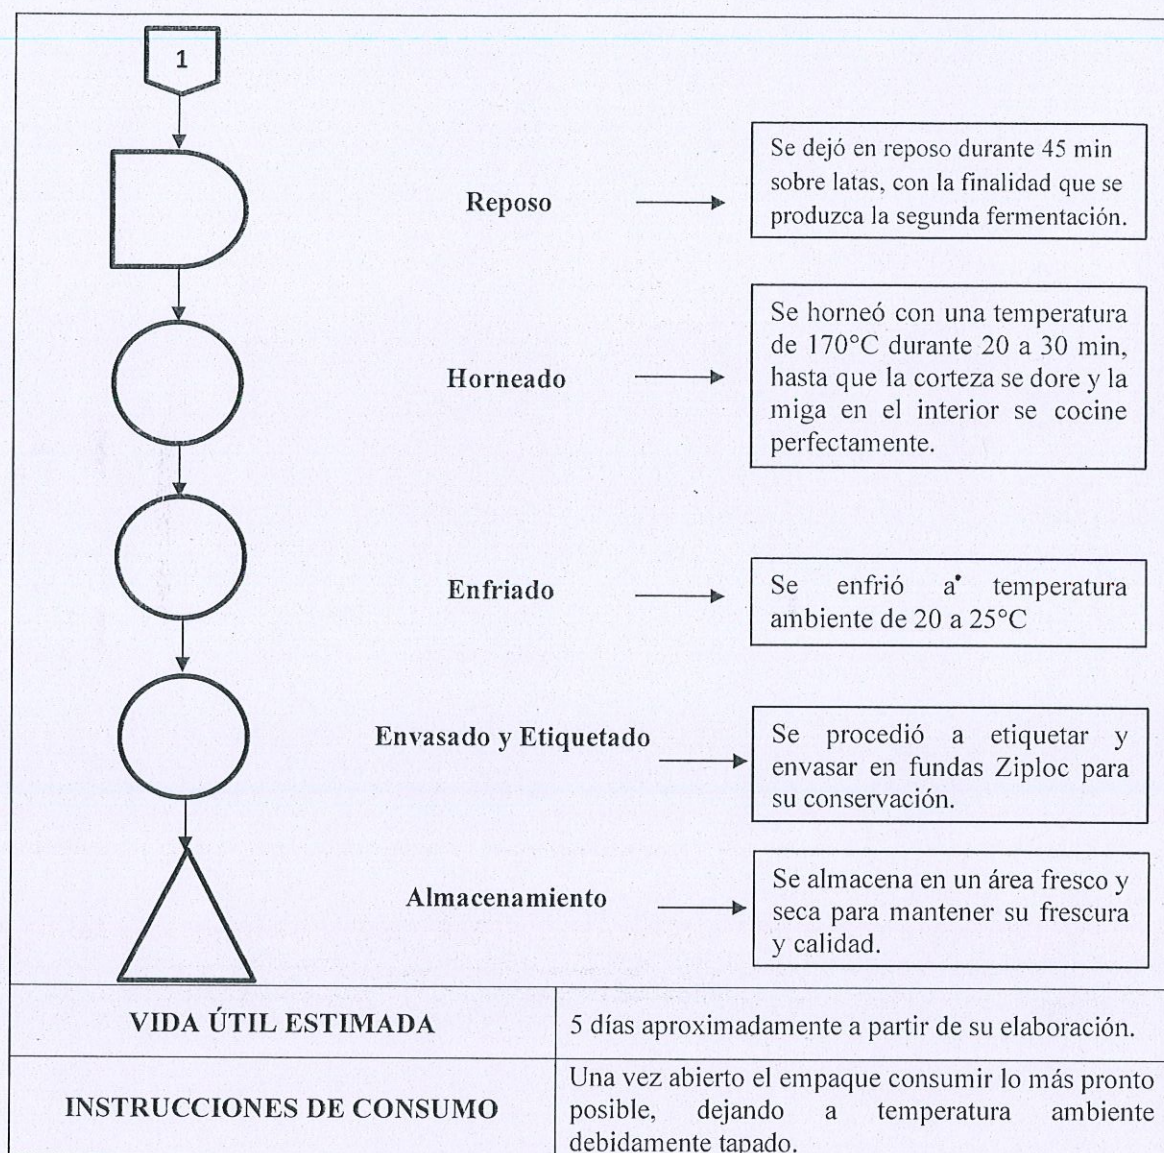 1
Reposo
Se dejó en reposo durante 45 min
sobre latas, con la finalidad que se
produzca la segunda fermentación.
Horneado
Se horneó con una temperatura
de 170°C durante 20 a 30 min,
hasta que la corteza se dore y la
miga en el interior se cocine
perfectamente.
Enfriado
Se enfrió a temperatura
ambiente de 20 a 25°C
Envasado y Etiquetado
Se procedió a etiquetar y
envasar en fundas Ziploc para
su conservación.
Almacenamiento
Se almacena en un área fresco y
seca para mantener su frescura
y calidad.
VIDA ÚTIL ESTIMADA
5 días aproximadamente a partir de su elaboración.
INSTRUCCIONES DE CONSUMO
Una vez abierto el empaque consumir lo más pronto
posible, dejando a temperatura ambiente
debidamente tapado.